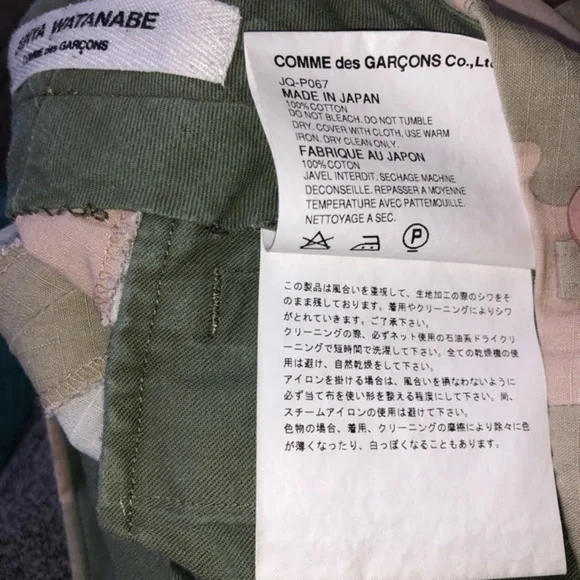 JUNYA WATANABE
COMME des GARÇONS
COMME des GARÇONS Co.,Ltd
JQ-P067
MADE IN JAPAN
100%COTTON
DO NOT BLEACH. DO NOT TUMBLE
DRY. COVER WITH CLOTH, USE WARM
IRON. DRY CLEAN ONLY.
FABRIQUE AU JAPON
100%COTON
JAVEL INTERDIT. SECHAGE MACHINE
DECONSEILLE. REPASSER A MOYENNE
TEMPERATURE AVEC PATTEMOUILLE.
NETTOYAGE A SEC.
P
この製品は風合いを重視して、生地加工の際のシワをそ
のまま残しております。着用やクリーニングによりシワ
がとれていきます。ご了承下さい。
クリーニングの際、必ずネット使用の石油系ドライクリ
ーニングで短時間で洗濯して下さい。全ての乾燥機の使
用は避け、自然乾燥をして下さい。
アイロンを掛ける場合は、風合いを損なわないように
必ず当て布を使い形を整える程度にして下さい。尚、
スチームアイロンの使用は避けて下さい。
色物の場合、着用、クリーニングの摩擦により除々に色
が薄くなったり、白っぽくなることもあります。